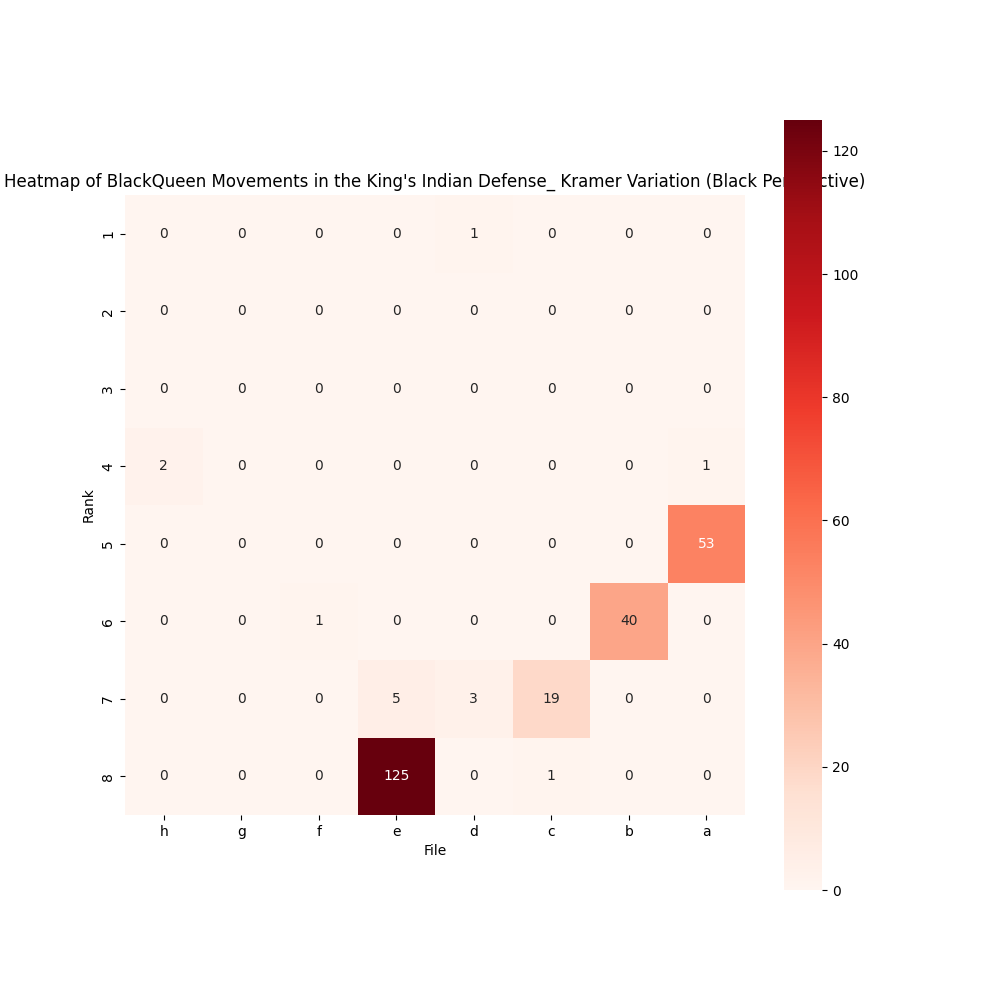 Heatmap of BlackQueen Movements in the King's Indian Defense_ Kramer Variation (Black Perspective)
1 0 0 0 0 1 0 0 0
2 0 0 0 0 0 0 0 0
3 0 0 0 0 0 0 0 0
4 2 0 0 0 0 0 0 1
5 0 0 0 0 0 0 0 53
6 0 0 1 0 0 0 40 0
7 0 0 0 5 3 19 0 0
8 0 0 0 125 0 1 0 0
Rank
h g f e d c b a
File
120
100
80
60
40
20
0